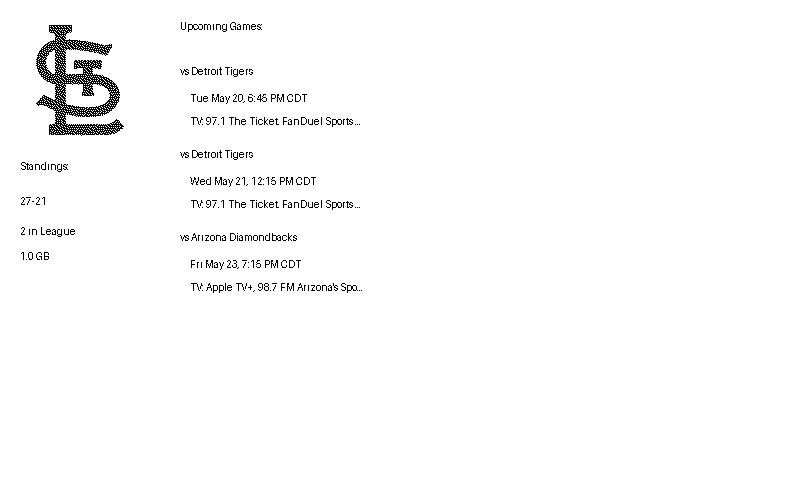 STL
Standings:
27-21
2 in League
1.0 GB
Upcoming Games:
vs Detroit Tigers
Tue May 20, 6:45 PM CDT
TV: 97.1 The Ticket, FanDuel Sports...
vs Detroit Tigers
Wed May 21, 12:15 PM CDT
TV: 97.1 The Ticket, FanDuel Sports...
vs Arizona Diamondbacks
Fri May 23, 7:15 PM CDT
TV: Apple TV+, 98.7 FM Arizona's Spo...